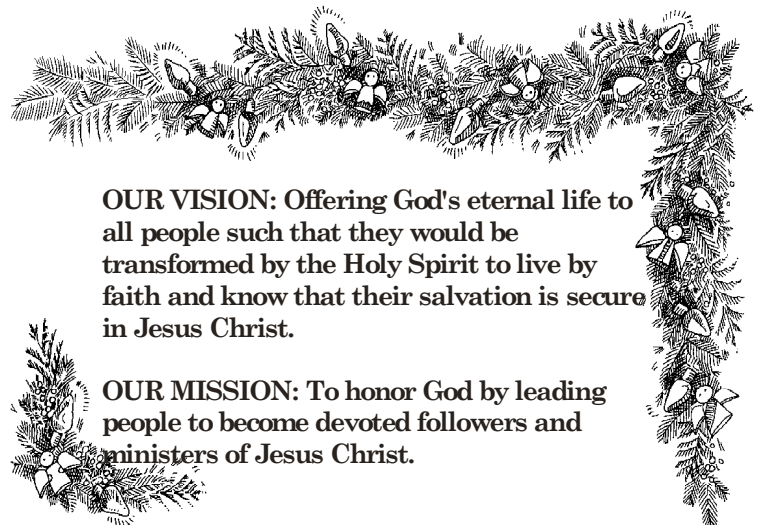 OUR VISION: Offering God's eternal life to
all people such that they would be
transformed by the Holy Spirit to live by
faith and know that their salvation is secure
in Jesus Christ.
OUR MISSION: To honor God by leading
people to become devoted followers and
ministers of Jesus Christ.